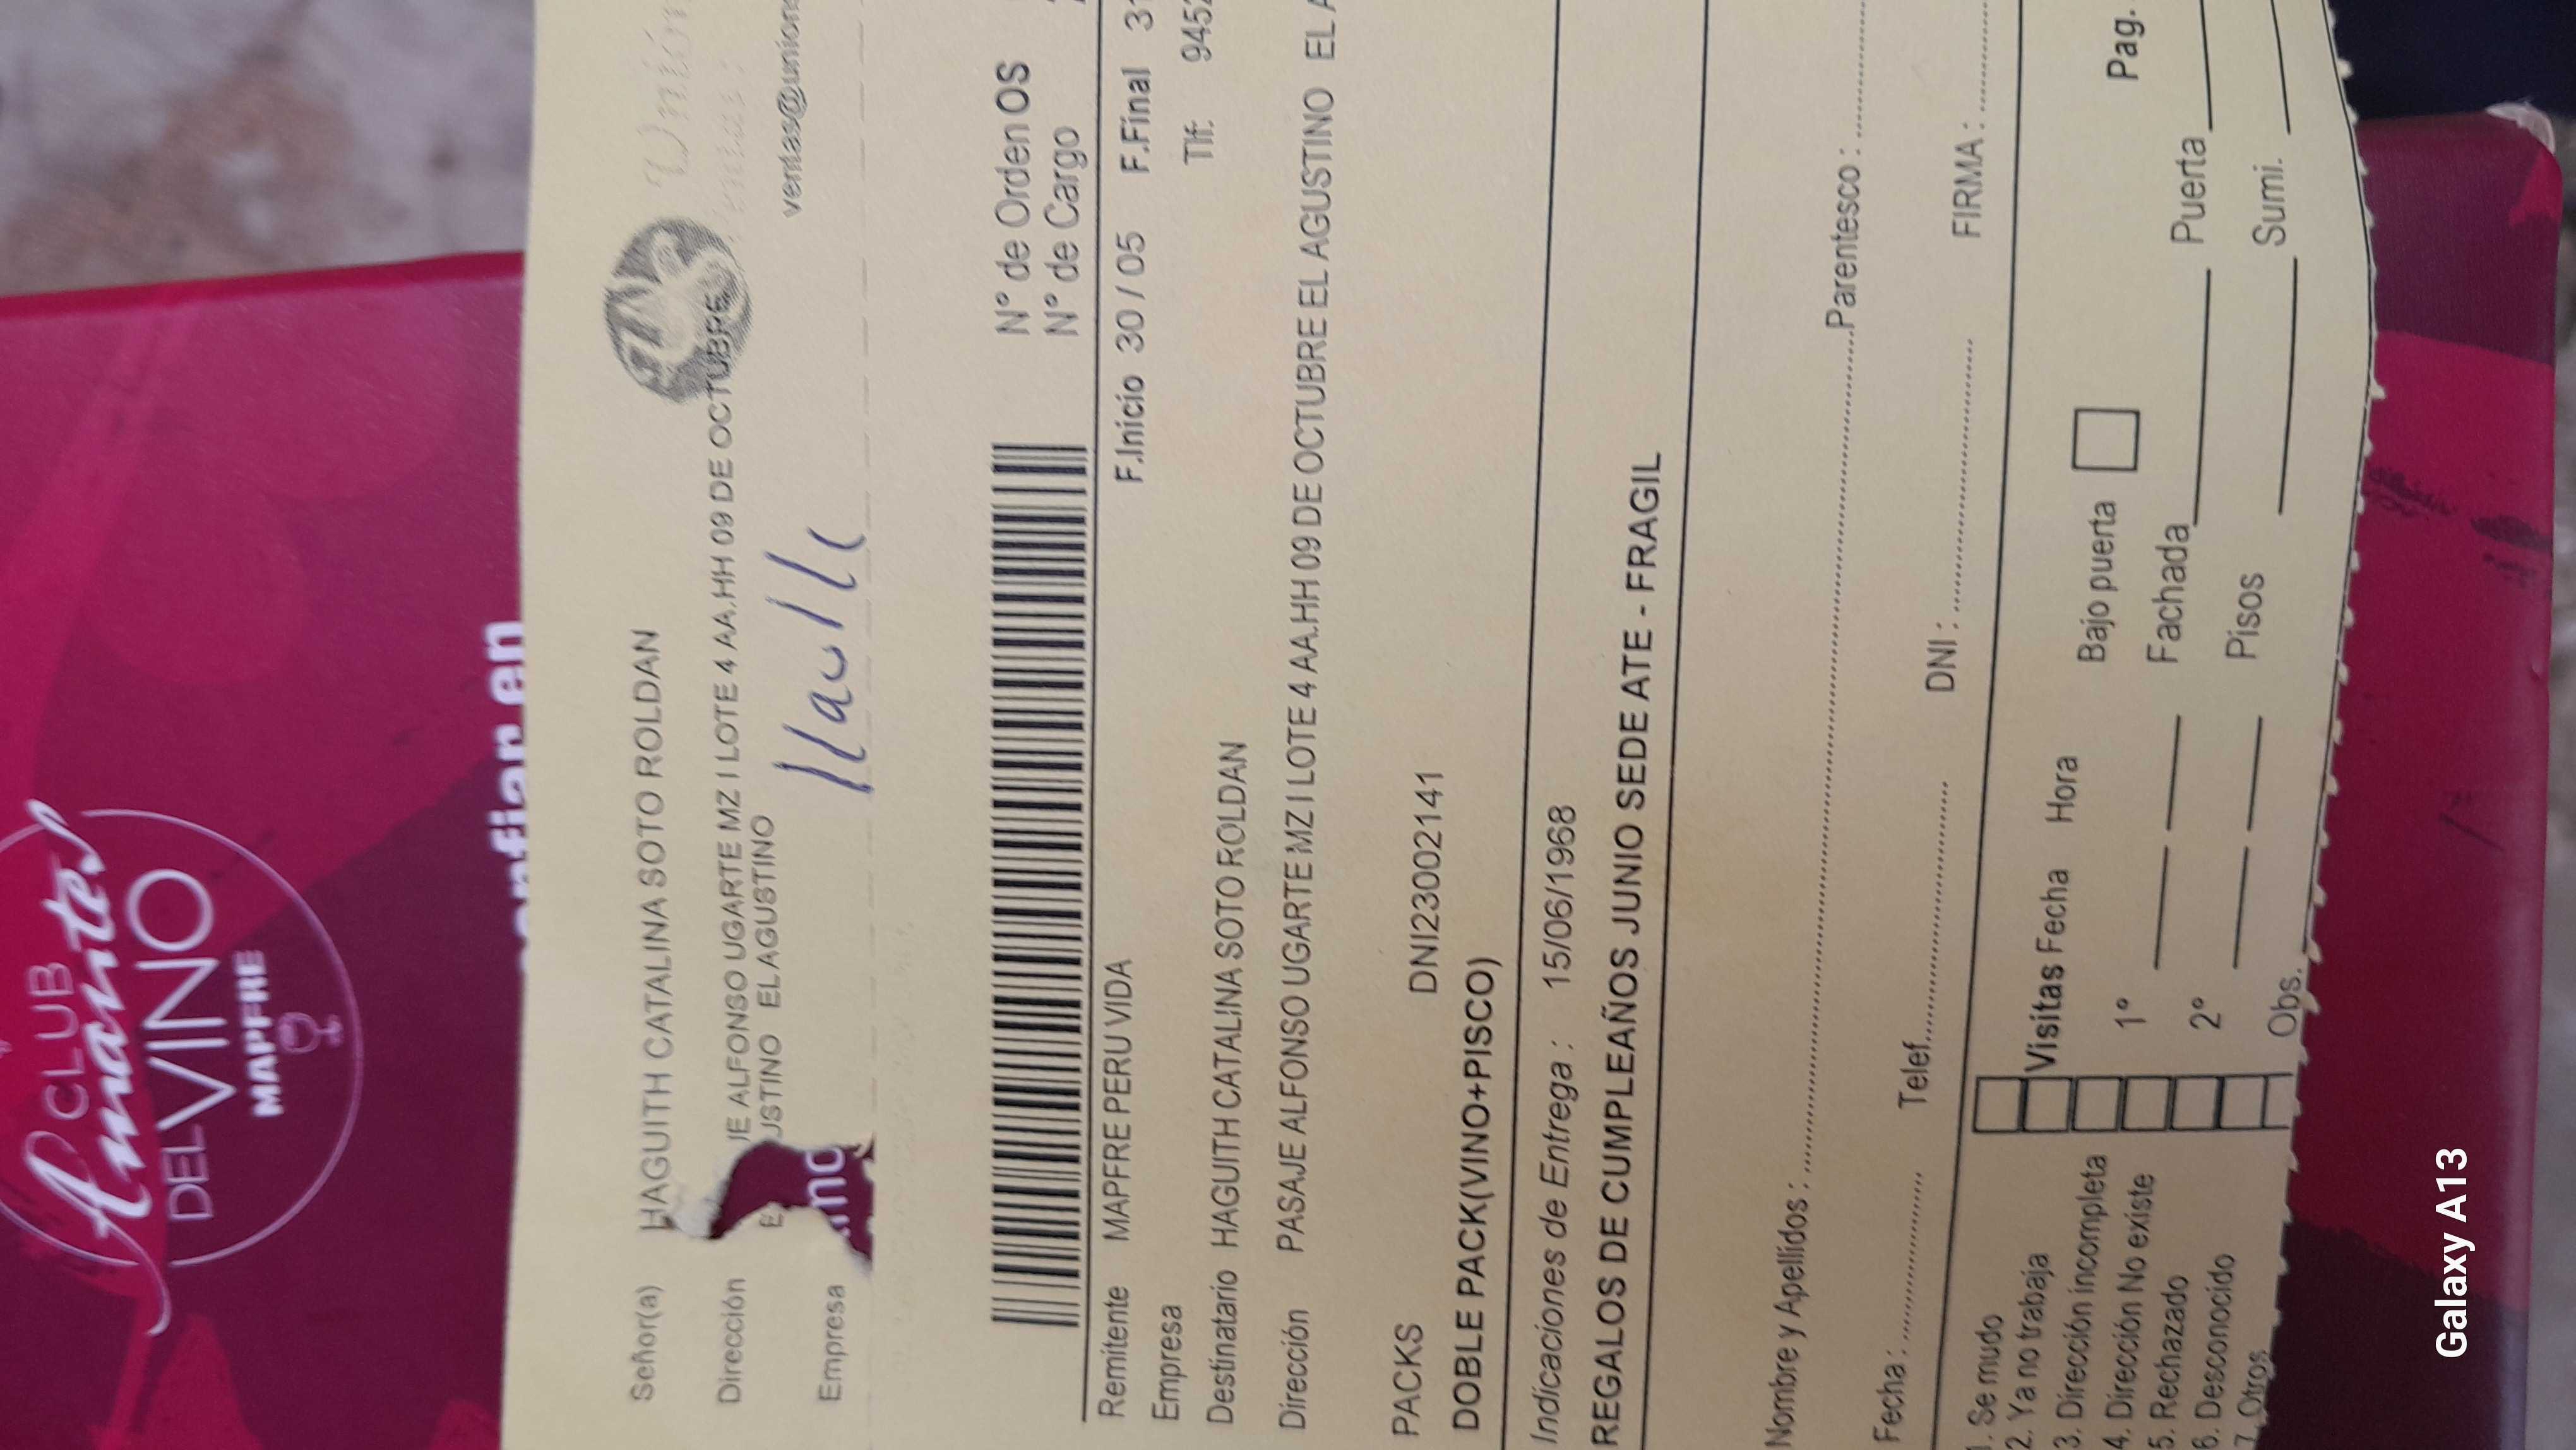 CLUB
Amantes
DEL VINO
MAPFRE
confían en
Señor(a) HAGUITH CATALINA SOTO ROLDAN
Unión
Dirección JE ALFONSO UGARTE MZ I LOTE 4 AA.HH 09 DE OCTUBRE
E USTINO EL AGUSTINO
ventas@unions
Empresa
N° de Orden OS
N° de Cargo
Remitente MAPFRE PERU VIDA F.Inicio 30 / 05 F.Final 31
Empresa Tlf: 9452
Destinatario HAGUITH CATALINA SOTO ROLDAN
Dirección PASAJE ALFONSO UGARTE MZ I LOTE 4 AA.HH 09 DE OCTUBRE EL AGUSTINO EL A
PACKS DNI23002141
DOBLE PACK(VINO+PISCO)
Indicaciones de Entrega : 15/06/1968
REGALOS DE CUMPLEAÑOS JUNIO SEDE ATE - FRAGIL
Nombre y Apellidos : Parentesco :
Fecha : Telef. DNI : FIRMA :
1. Se mudo
2. Ya no trabaja
3. Dirección incompleta
4. Dirección No existe
5. Rechazado
6. Desconocido
7. Otros
Visitas Fecha Hora Bajo puerta Pag.
1° Fachada Puerta
2° Pisos Sumi.
Obs.
Galaxy A13